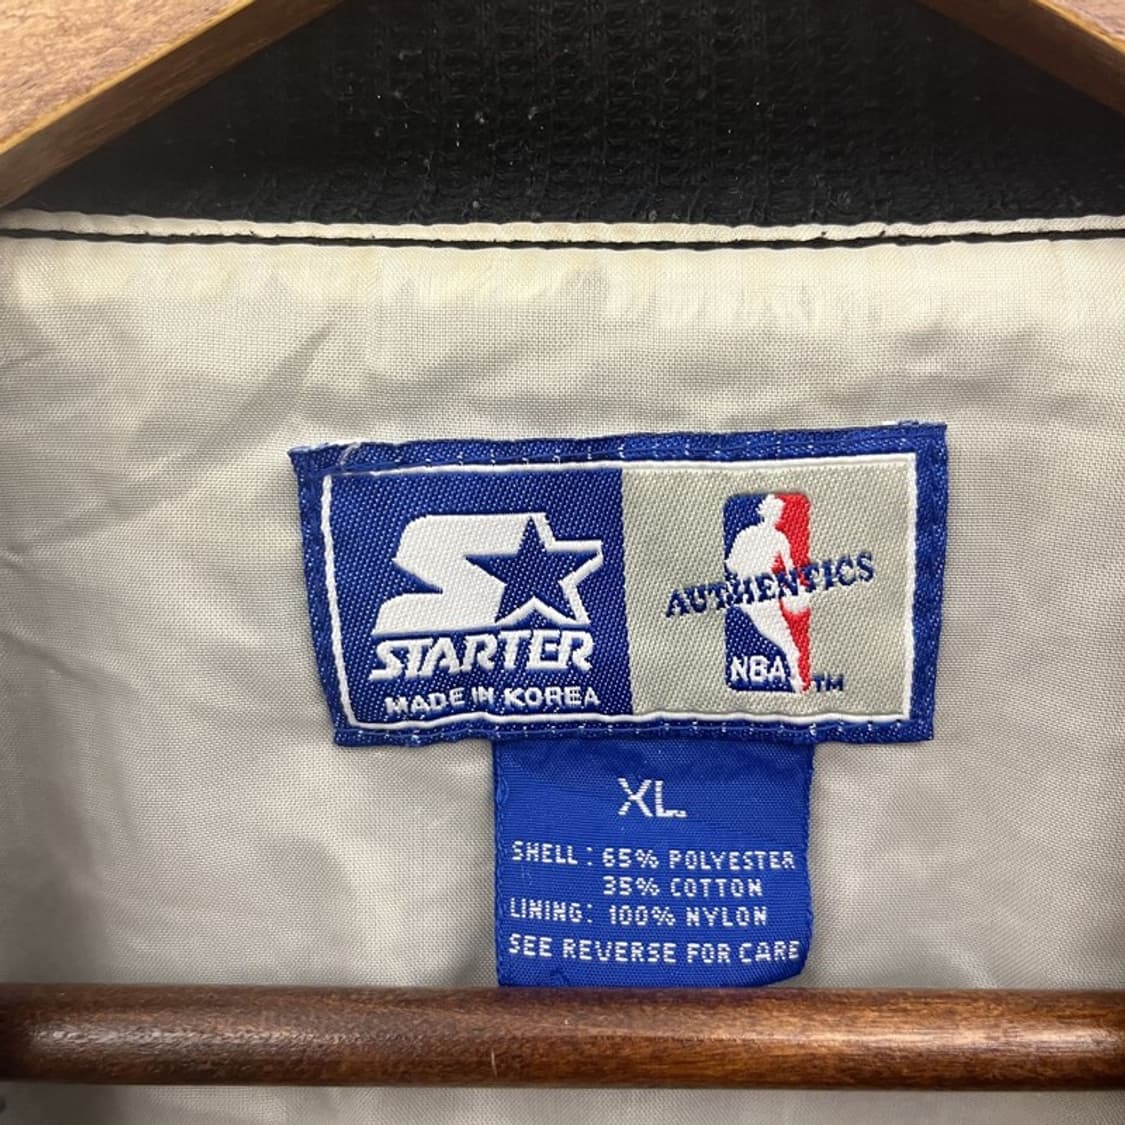 STARTER
MADE IN KOREA
AUTHENTICS
NBA TM
XL
SHELL: 65% POLYESTER
35% COTTON
LINING: 100% NYLON
SEE REVERSE FOR CARE